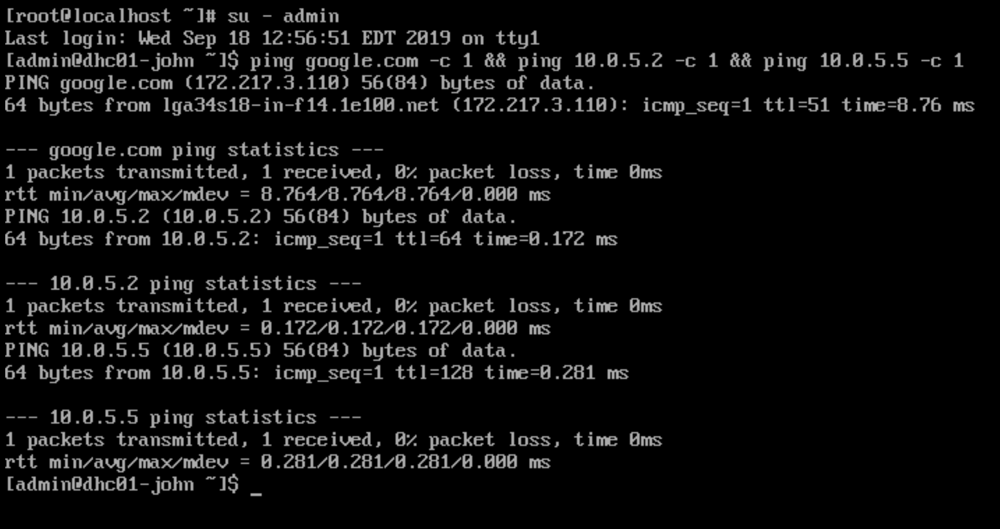 [root@localhost ~]# su - admin
Last login: Wed Sep 18 12:56:51 EDT 2019 on tty1
[admin@dhc01-john ~]$ ping google.com -c 1 && ping 10.0.5.2 -c 1 && ping 10.0.5.5 -c 1
PING google.com (172.217.3.110) 56(84) bytes of data.
64 bytes from lga34s18-in-f14.1e100.net (172.217.3.110): icmp_seq=1 ttl=51 time=8.76 ms
--- google.com ping statistics ---
1 packets transmitted, 1 received, 0% packet loss, time 0ms
rtt min/avg/max/mdev = 8.764/8.764/8.764/0.000 ms
PING 10.0.5.2 (10.0.5.2) 56(84) bytes of data.
64 bytes from 10.0.5.2: icmp_seq=1 ttl=64 time=0.172 ms
--- 10.0.5.2 ping statistics ---
1 packets transmitted, 1 received, 0% packet loss, time 0ms
rtt min/avg/max/mdev = 0.172/0.172/0.172/0.000 ms
PING 10.0.5.5 (10.0.5.5) 56(84) bytes of data.
64 bytes from 10.0.5.5: icmp_seq=1 ttl=128 time=0.281 ms
--- 10.0.5.5 ping statistics ---
1 packets transmitted, 1 received, 0% packet loss, time 0ms
rtt min/avg/max/mdev = 0.281/0.281/0.281/0.000 ms
[admin@dhc01-john ~]$ _